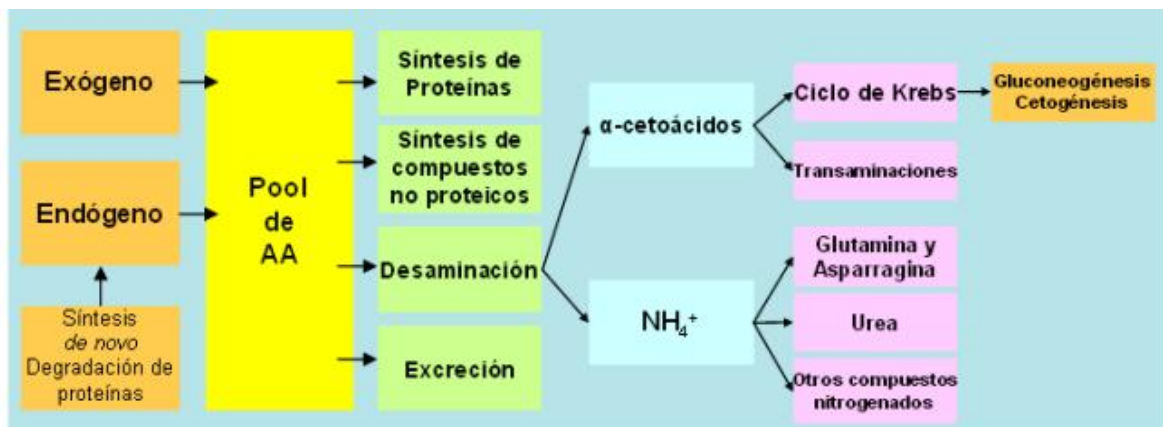 Exógeno
Endógeno
Síntesis
de novo
Degradación de
proteínas
Pool
de
AA
Síntesis de
Proteínas
Síntesis de
compuestos
no proteicos
Desaminación
Excreción
α-cetoácidos
NH₄⁺
Ciclo de Krebs
Transaminaciones
Glutamina y
Asparragina
Urea
Otros compuestos
nitrogenados
Gluconeogénesis
Cetogénesis